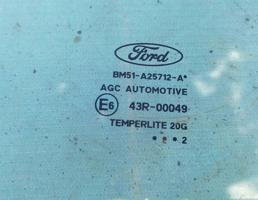 Ford
BM51-A25712-A*
AGC AUTOMOTIVE
E6 43R-00049
TEMPERLITE 20G
• • • 2